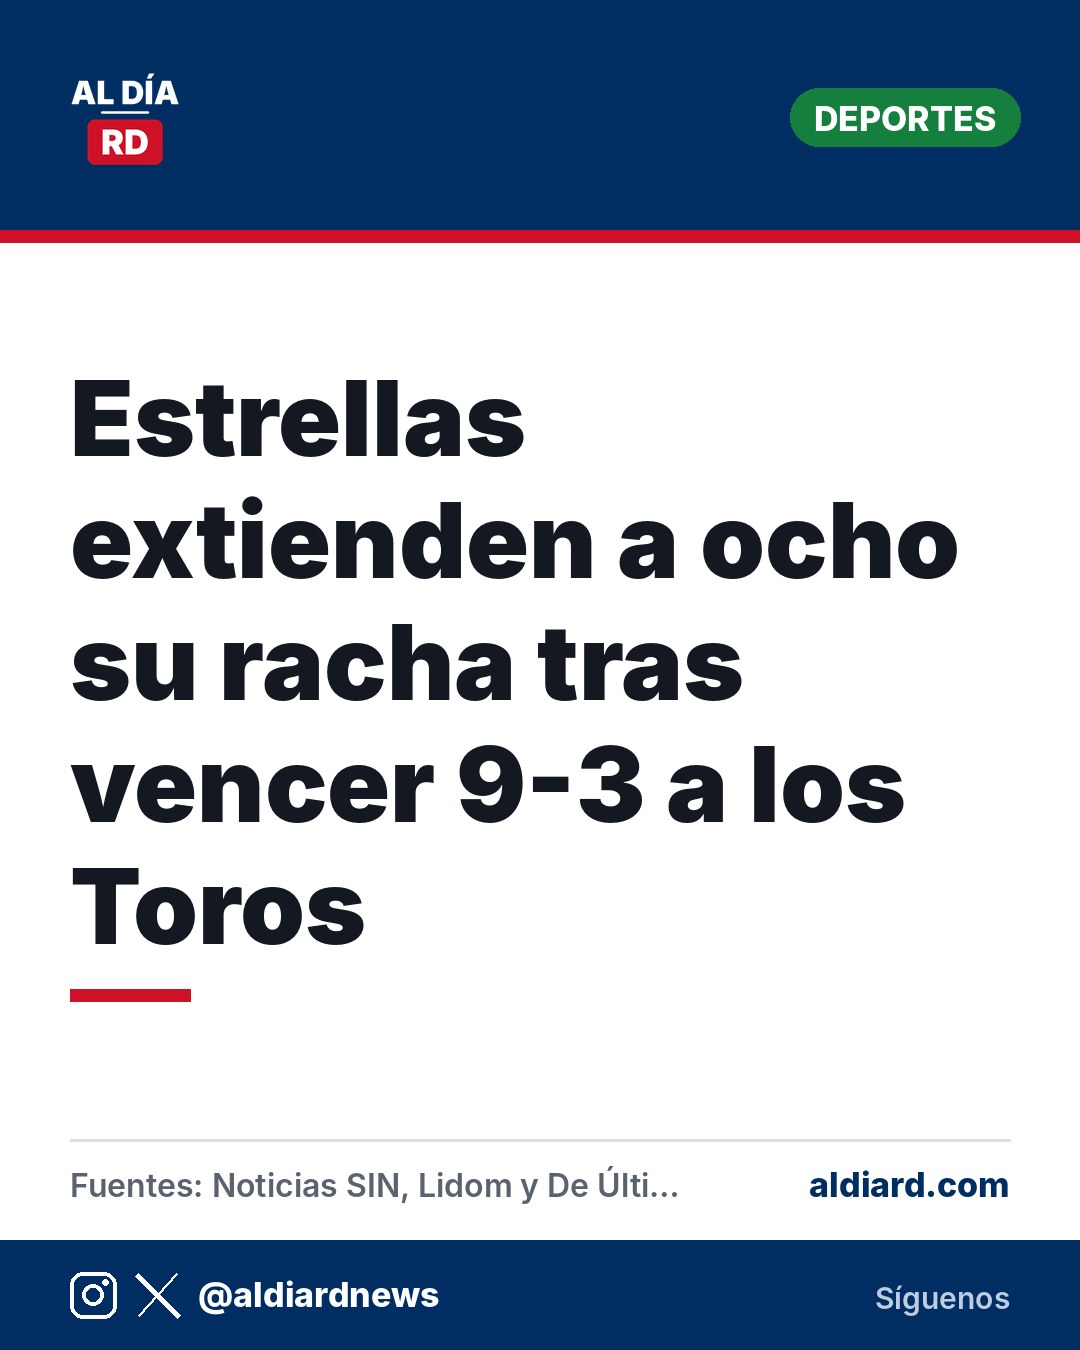 AL DÍA
RD
DEPORTES
Estrellas
extienden a ocho
su racha tras
vencer 9-3 a los
Toros
Fuentes: Noticias SIN, Lidom y De Últi...
aldiard.com
@aldiardnews
Síguenos